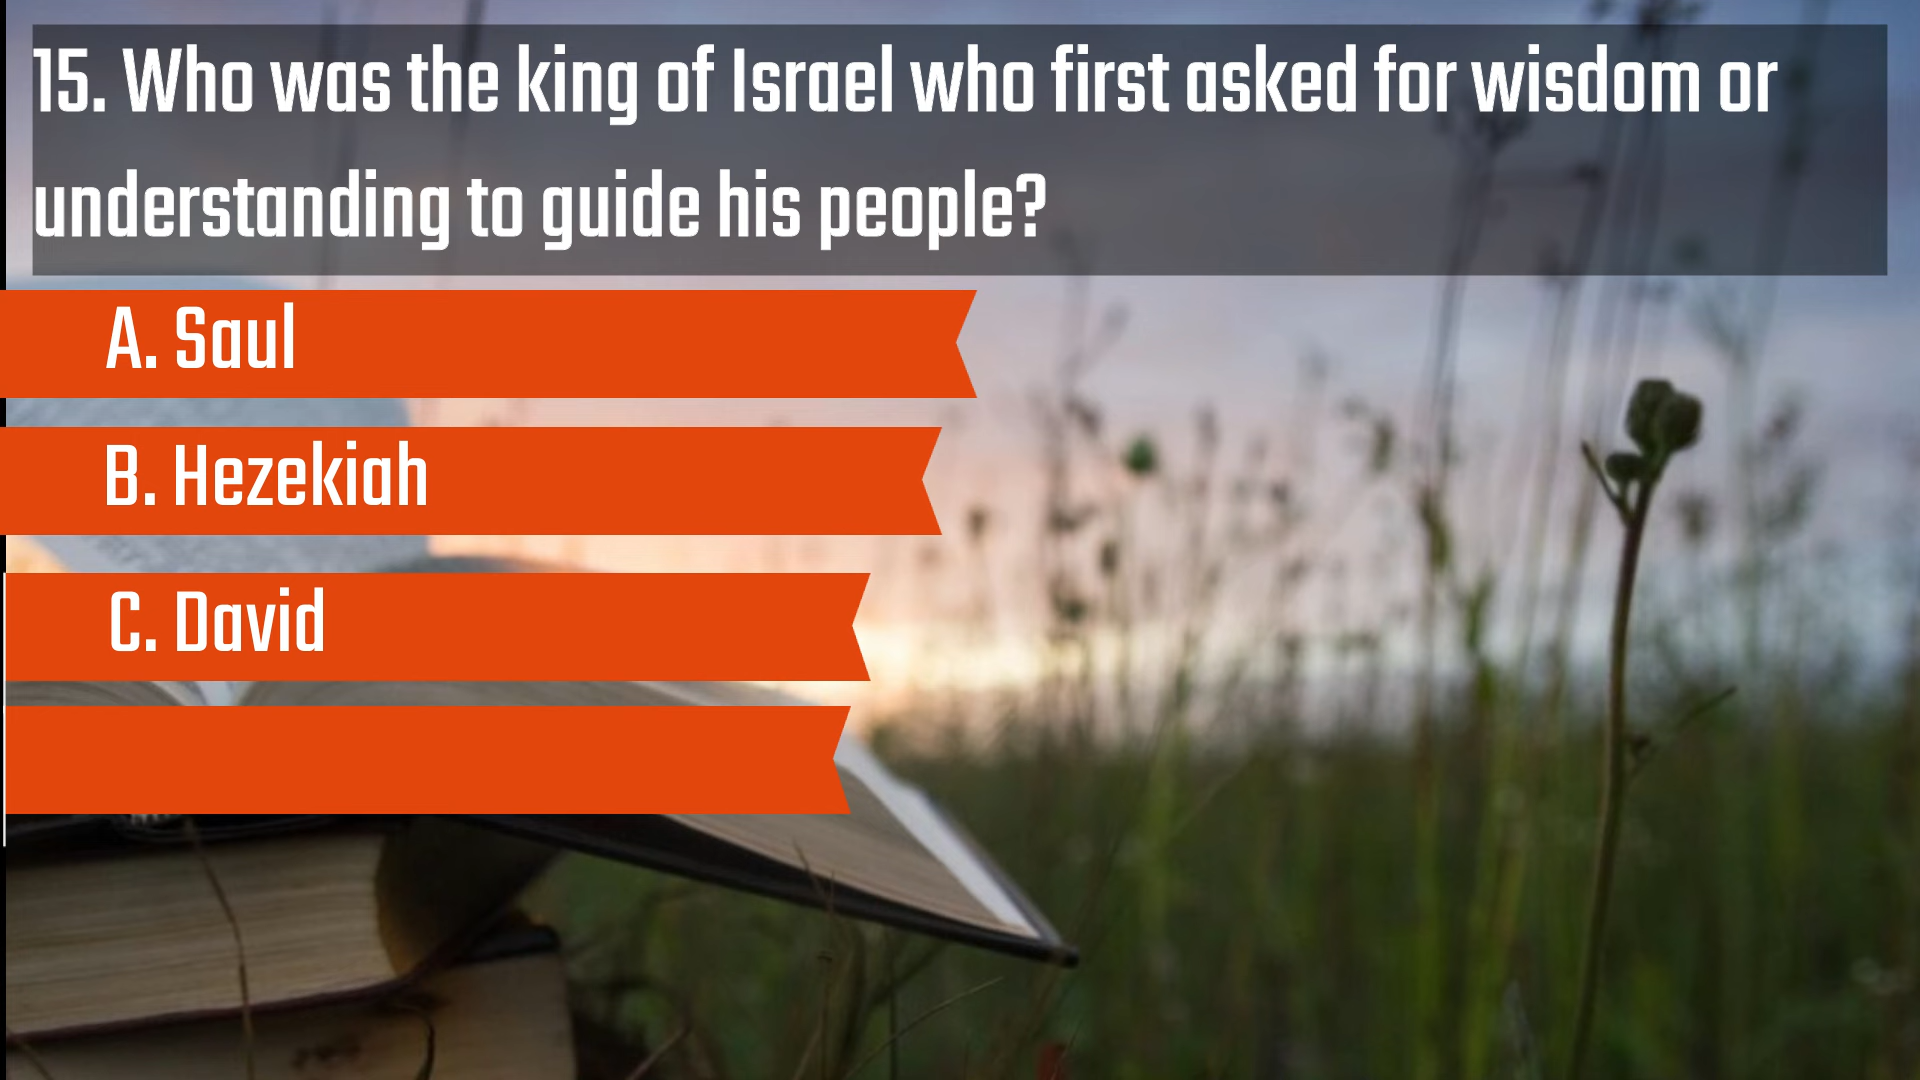 15. Who was the king of Israel who first asked for wisdom or
understanding to guide his people?
A. Saul
B. Hezekiah
C. David